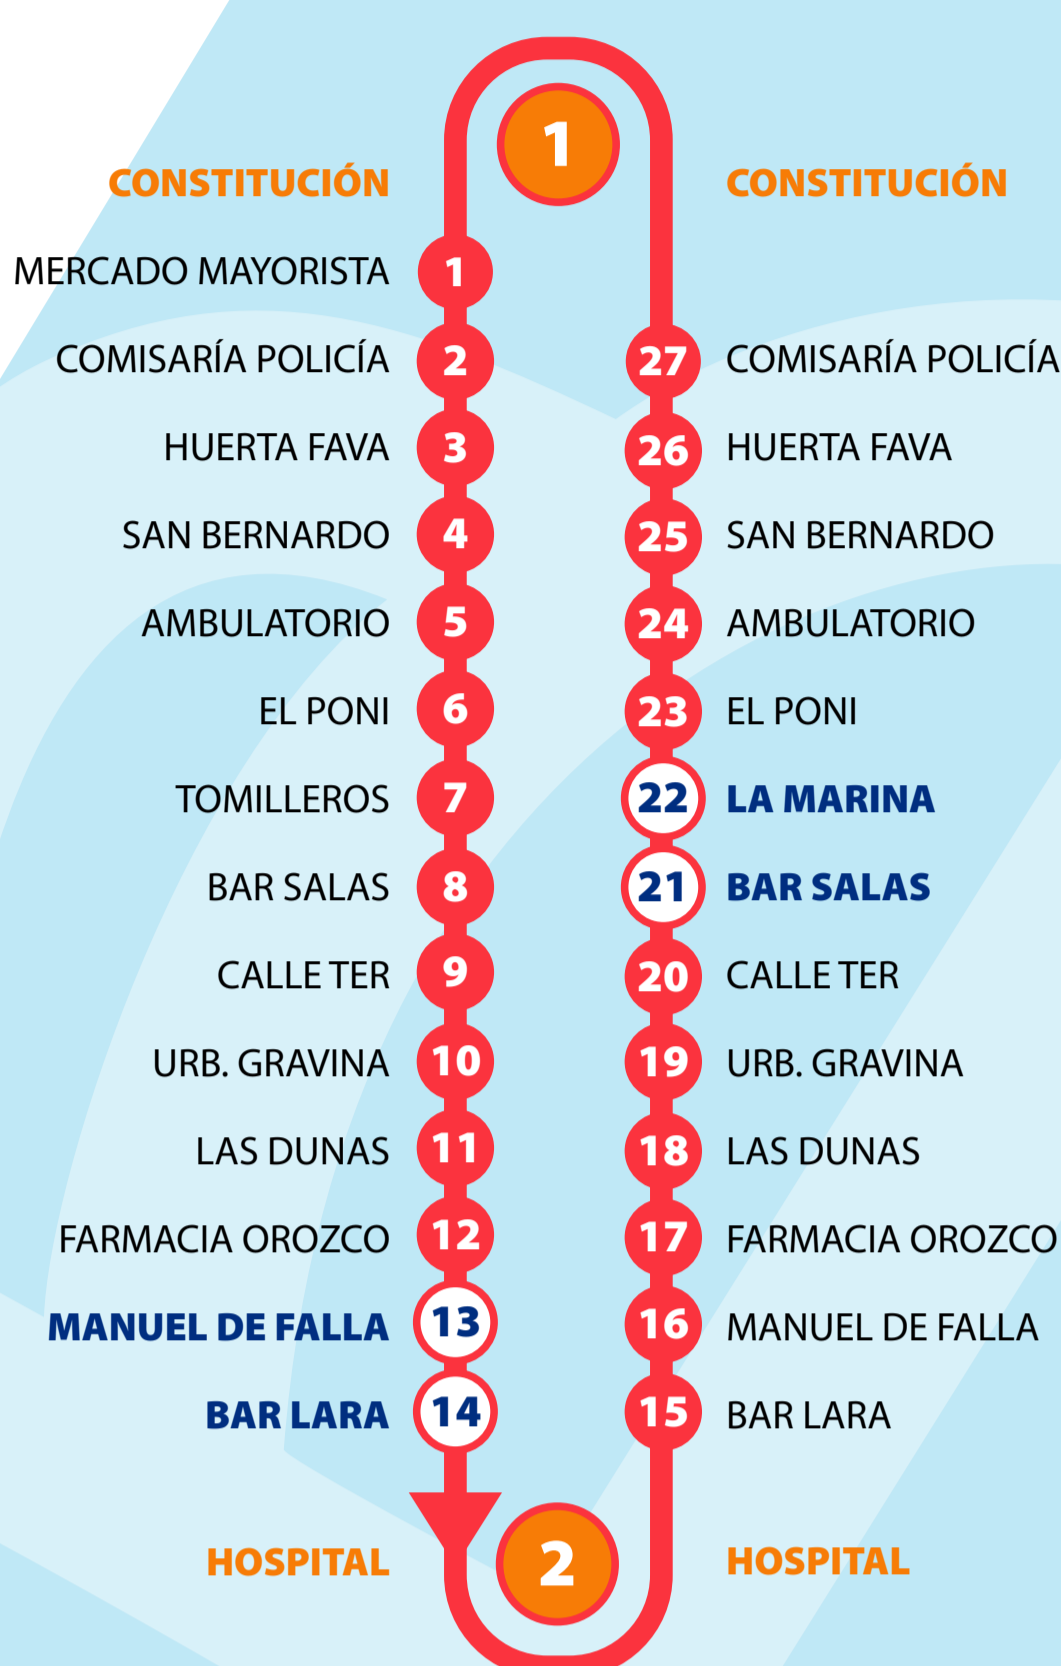 1
CONSTITUCIÓN CONSTITUCIÓN
MERCADO MAYORISTA 1
COMISARÍA POLICÍA 2 27 COMISARÍA POLICÍA
HUERTA FAVA 3 26 HUERTA FAVA
SAN BERNARDO 4 25 SAN BERNARDO
AMBULATORIO 5 24 AMBULATORIO
EL PONI 6 23 EL PONI
TOMILLEROS 7 22 LA MARINA
BAR SALAS 8 21 BAR SALAS
CALLE TER 9 20 CALLE TER
URB. GRAVINA 10 19 URB. GRAVINA
LAS DUNAS 11 18 LAS DUNAS
FARMACIA OROZCO 12 17 FARMACIA OROZCO
MANUEL DE FALLA 13 16 MANUEL DE FALLA
BAR LARA 14 15 BAR LARA
HOSPITAL 2 HOSPITAL